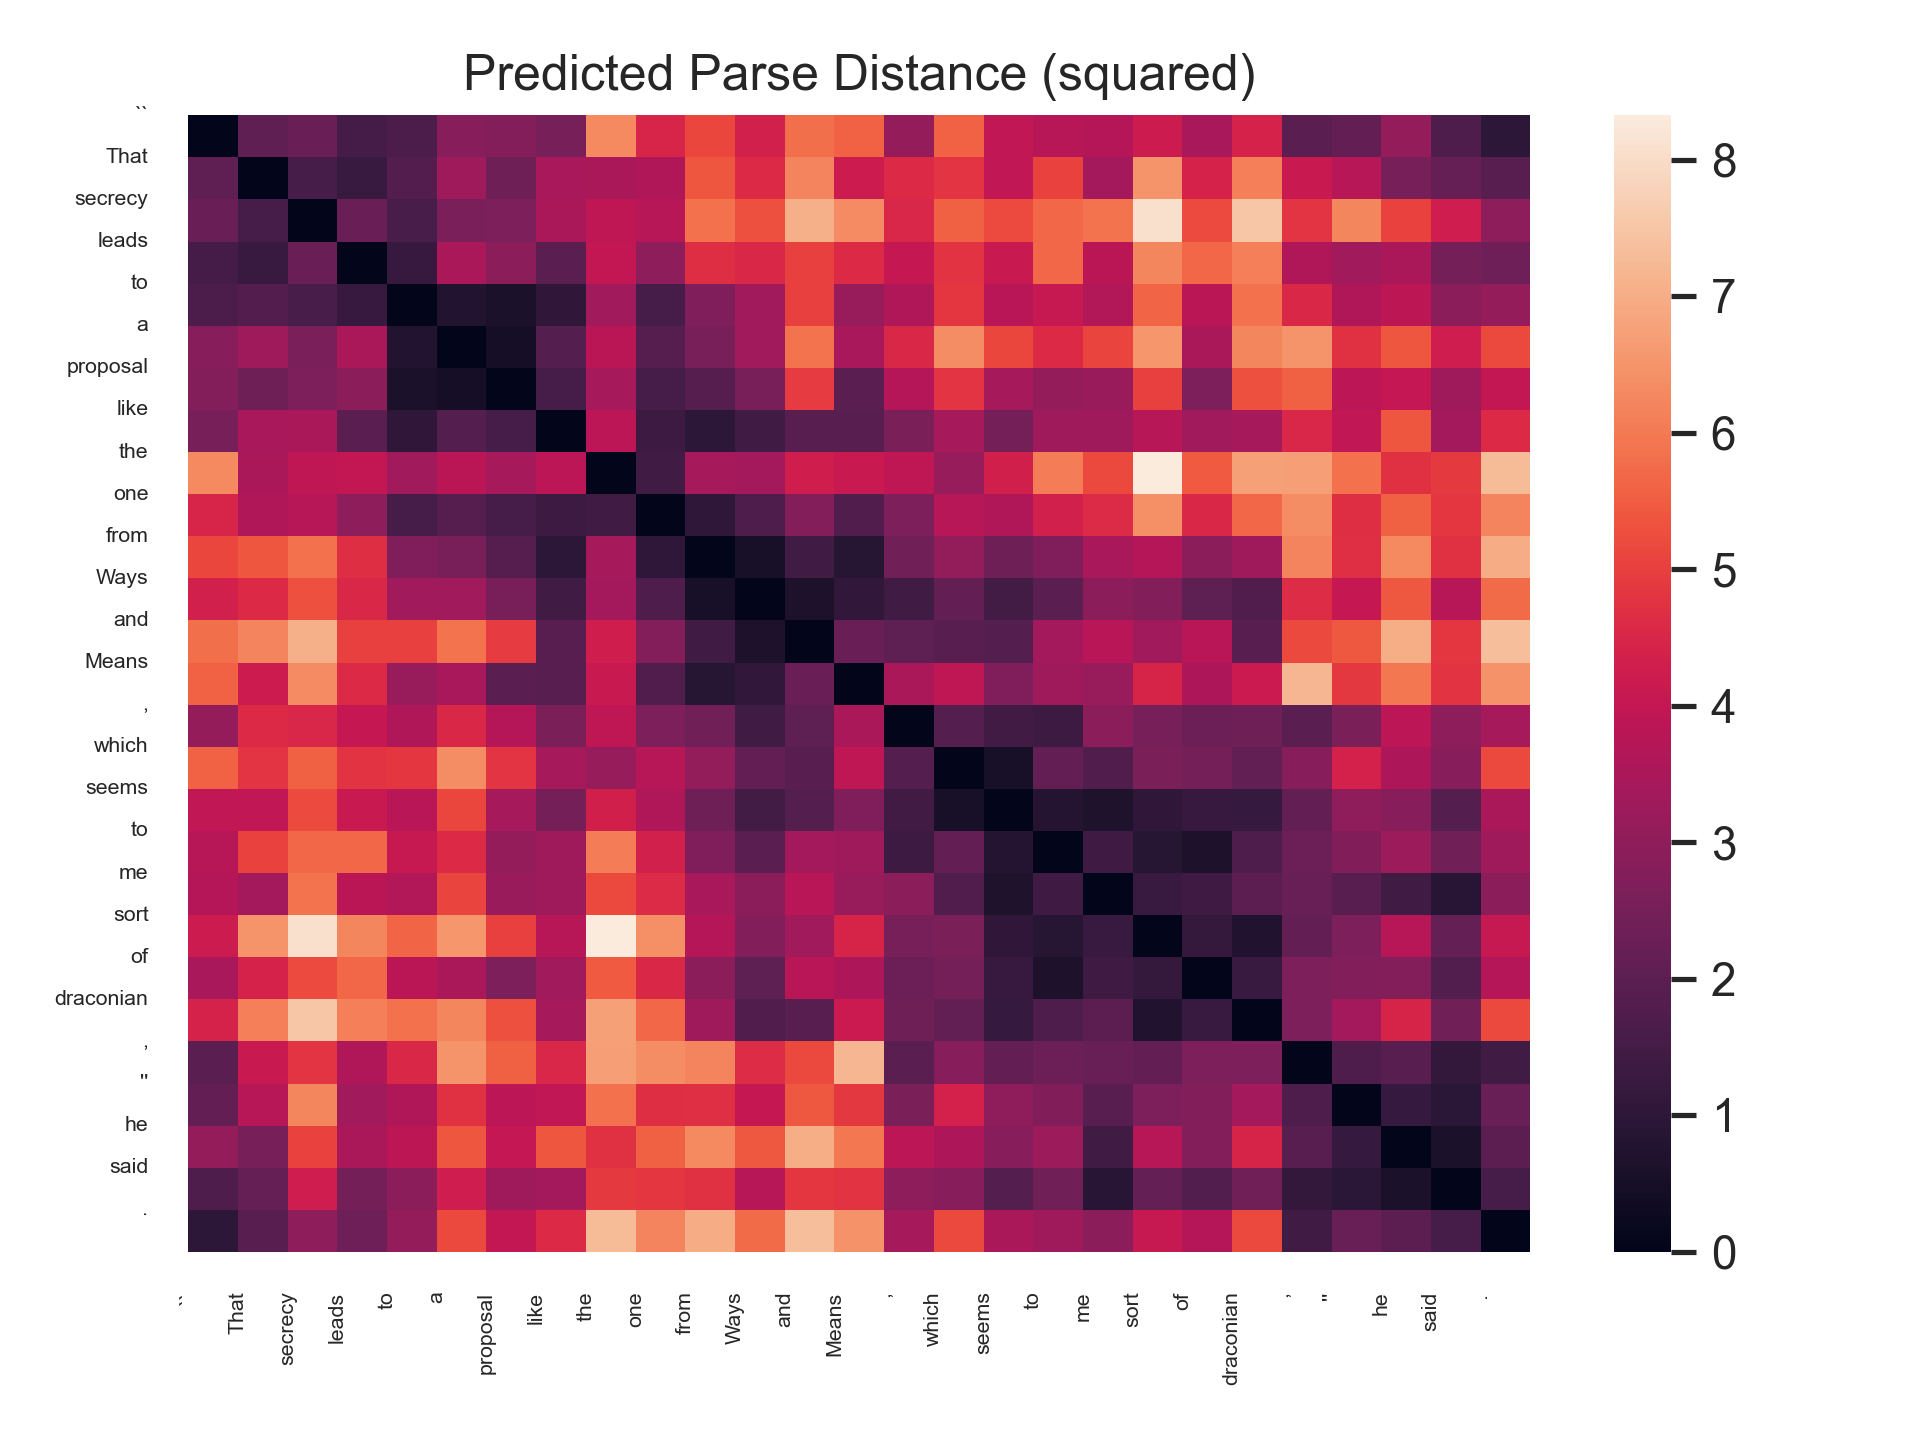 Predicted Parse Distance (squared)
``
That
secrecy
leads
to
a
proposal
like
the
one
from
Ways
and
Means
,
which
seems
to
me
sort
of
draconian
,
''
he
said
.
8
7
6
5
4
3
2
1
0
`` That secrecy leads to a proposal like the one from Ways and Means , which seems to me sort of draconian , '' he said .